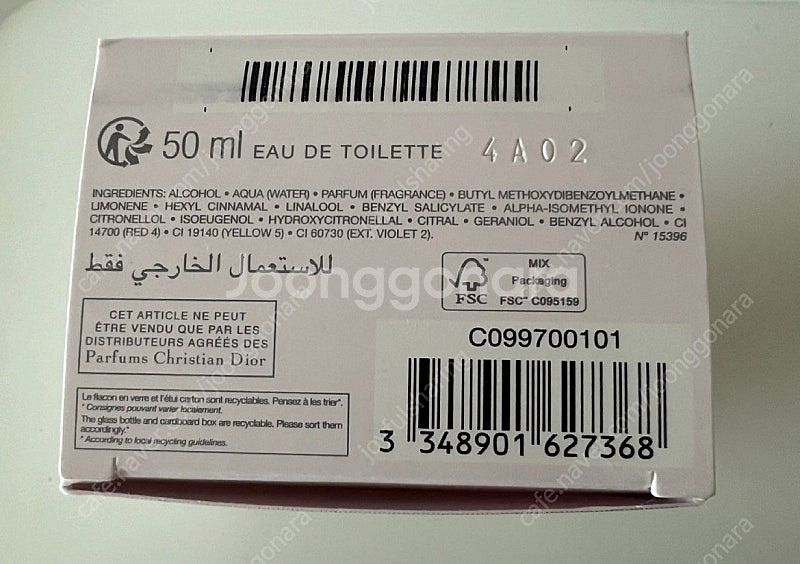 50 ml EAU DE TOILETTE 4A02
INGREDIENTS: ALCOHOL • AQUA (WATER) • PARFUM (FRAGRANCE) • BUTYL METHOXYDIBENZOYLMETHANE •
LIMONENE • HEXYL CINNAMAL • LINALOOL • BENZYL SALICYLATE • ALPHA-ISOMETHYL IONONE •
CITRONELLOL • ISOEUGENOL • HYDROXYCITRONELLAL • CITRAL • GERANIOL • BENZYL ALCOHOL • CI
14700 (RED 4) • CI 19140 (YELLOW 5) • CI 60730 (EXT. VIOLET 2). N° 15396
للاستعمال الخارجي فقط
Joonggonara
MIX
Packaging
FSC™ C095159
FSC
CET ARTICLE NE PEUT
ÊTRE VENDU QUE PAR LES
DISTRIBUTEURS AGRÉÉS DES
Parfums Christian Dior
C099700101
Le flacon en verre et l'étui carton sont recyclables. Pensez à les trier*.
* Consignes pouvant varier localement.
The glass bottle and cardboard box are recyclable. Please sort them
accordingly.*
* According to local recycling guidelines.
3 348901 627368